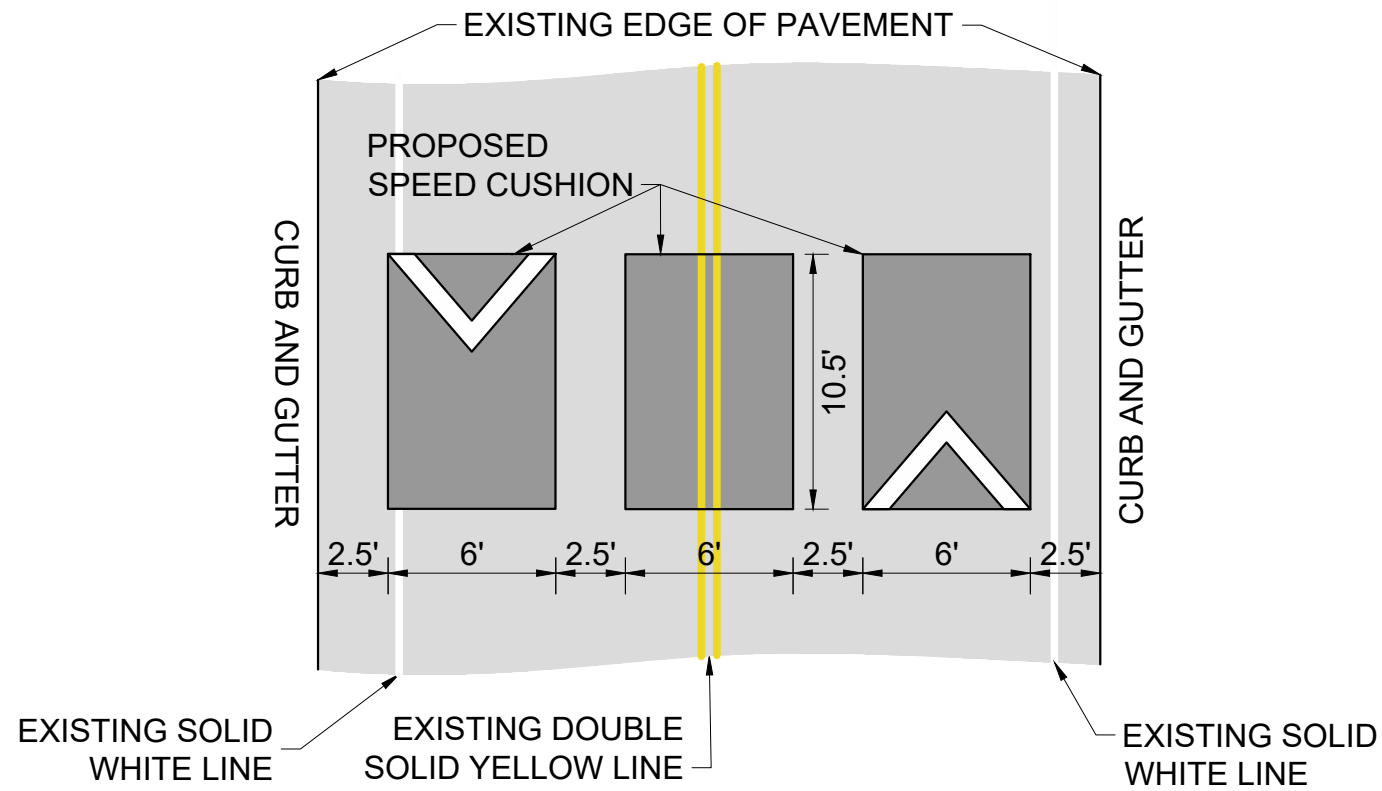 EXISTING EDGE OF PAVEMENT
PROPOSED
SPEED CUSHION
CURB AND GUTTER
CURB AND GUTTER
10.5'
2.5'
6'
2.5'
6'
2.5'
6'
2.5'
EXISTING SOLID
WHITE LINE
EXISTING DOUBLE
SOLID YELLOW LINE
EXISTING SOLID
WHITE LINE